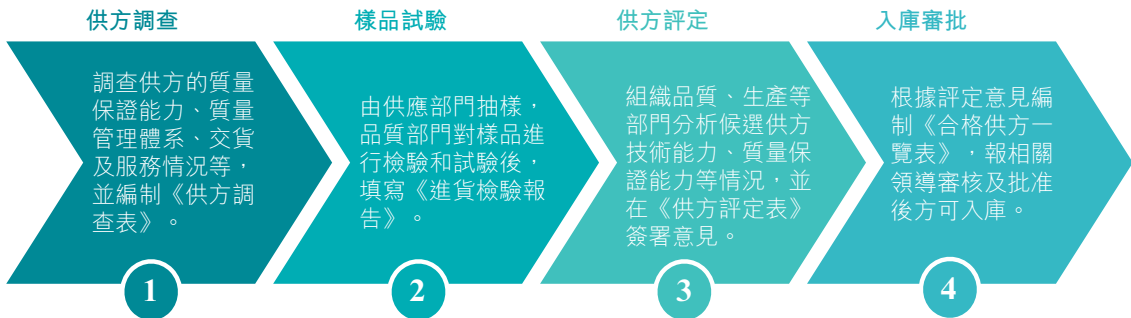 供方調查
調查供方的質量
保證能力、質量
管理體系、交貨
及服務情況等，
並編制《供方調
查表》。
1
樣品試驗
由供應部門抽樣，
品質部門對樣品進
行檢驗和試驗後，
填寫《進貨檢驗報
告》。
2
供方評定
組織品質、生產等
部門分析候選供方
技術能力、質量保
證能力等情況，並
在《供方評定表》
簽署意見。
3
入庫審批
根據評定意見編
制《合格供方一
覽表》，報相關
領導審核及批准
後方可入庫。
4